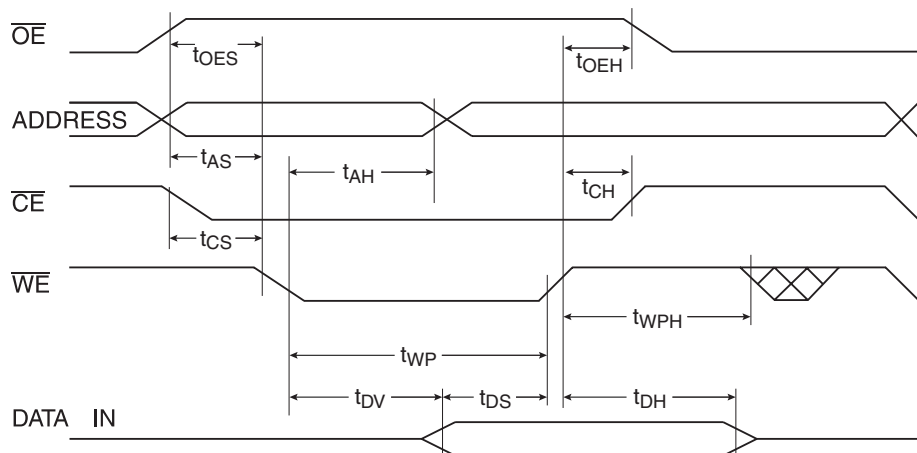 OE
tOES
tOEH
ADDRESS
tAS
tAH
tCH
CE
tCS
WE
tWPH
tWP
tDV
tDS
tDH
DATA IN